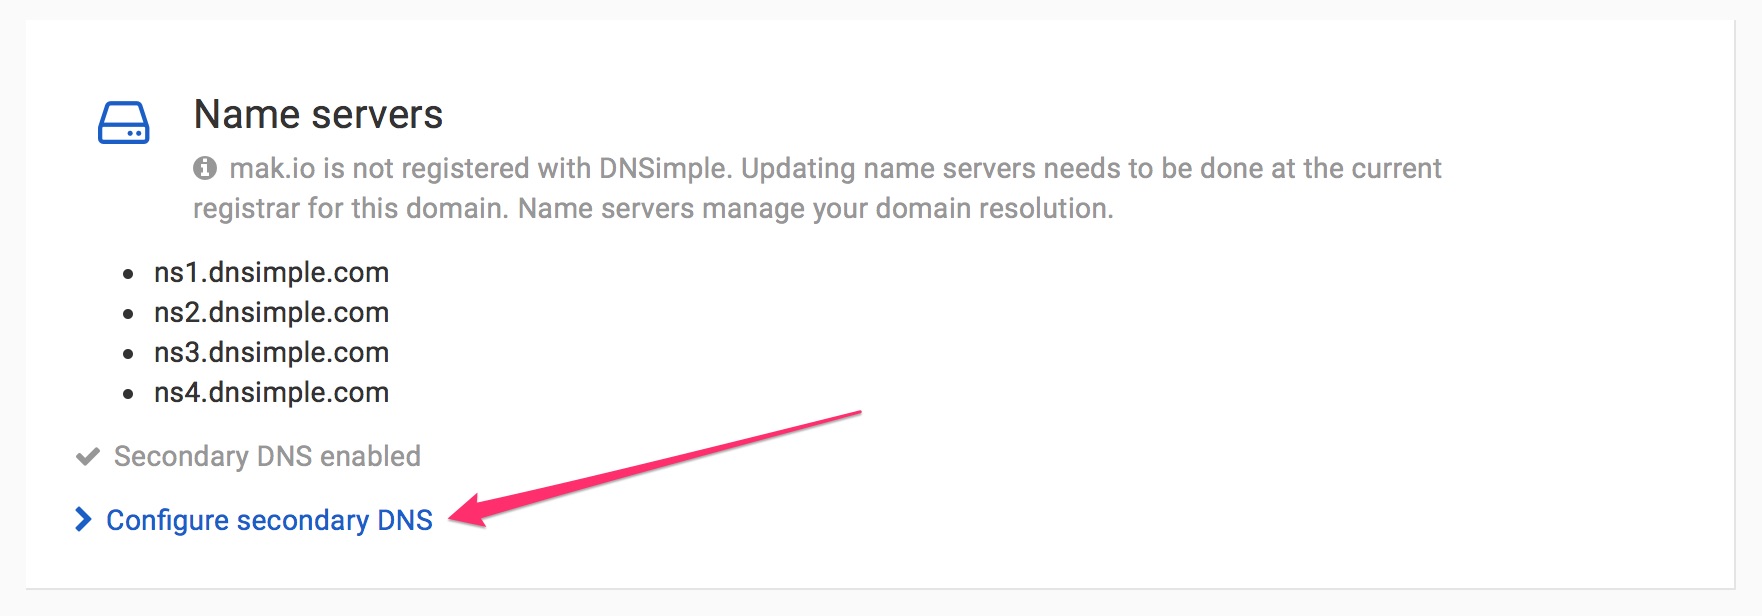 Name servers
mak.io is not registered with DNSimple. Updating name servers needs to be done at the current
registrar for this domain. Name servers manage your domain resolution.
ns1.dnsimple.com
ns2.dnsimple.com
ns3.dnsimple.com
ns4.dnsimple.com
Secondary DNS enabled
Configure secondary DNS